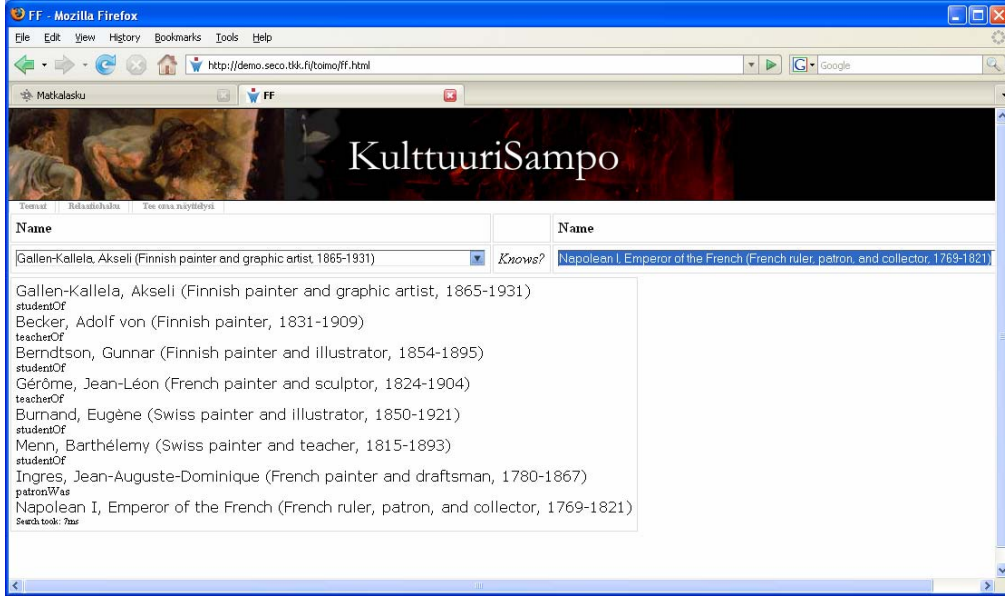 FF - Mozilla Firefox
File Edit View History Bookmarks Tools Help
http://demo.seco.tkk.fi/toimo/ff.html
G Google
Matkalasku
FF
KulttuuriSampo
Teemat Relaatiohaku Tee oma näyttelysi
Name Name
Gallen-Kallela, Akseli (Finnish painter and graphic artist, 1865-1931) Knows? Napolean I, Emperor of the French (French ruler, patron, and collector, 1769-1821)
Gallen-Kallela, Akseli (Finnish painter and graphic artist, 1865-1931)
studentOf
Becker, Adolf von (Finnish painter, 1831-1909)
teacherOf
Berndtson, Gunnar (Finnish painter and illustrator, 1854-1895)
studentOf
Gérôme, Jean-Léon (French painter and sculptor, 1824-1904)
teacherOf
Burnand, Eugène (Swiss painter and illustrator, 1850-1921)
studentOf
Menn, Barthélemy (Swiss painter and teacher, 1815-1893)
studentOf
Ingres, Jean-Auguste-Dominique (French painter and draftsman, 1780-1867)
patronWas
Napolean I, Emperor of the French (French ruler, patron, and collector, 1769-1821)
Search took: 7ms